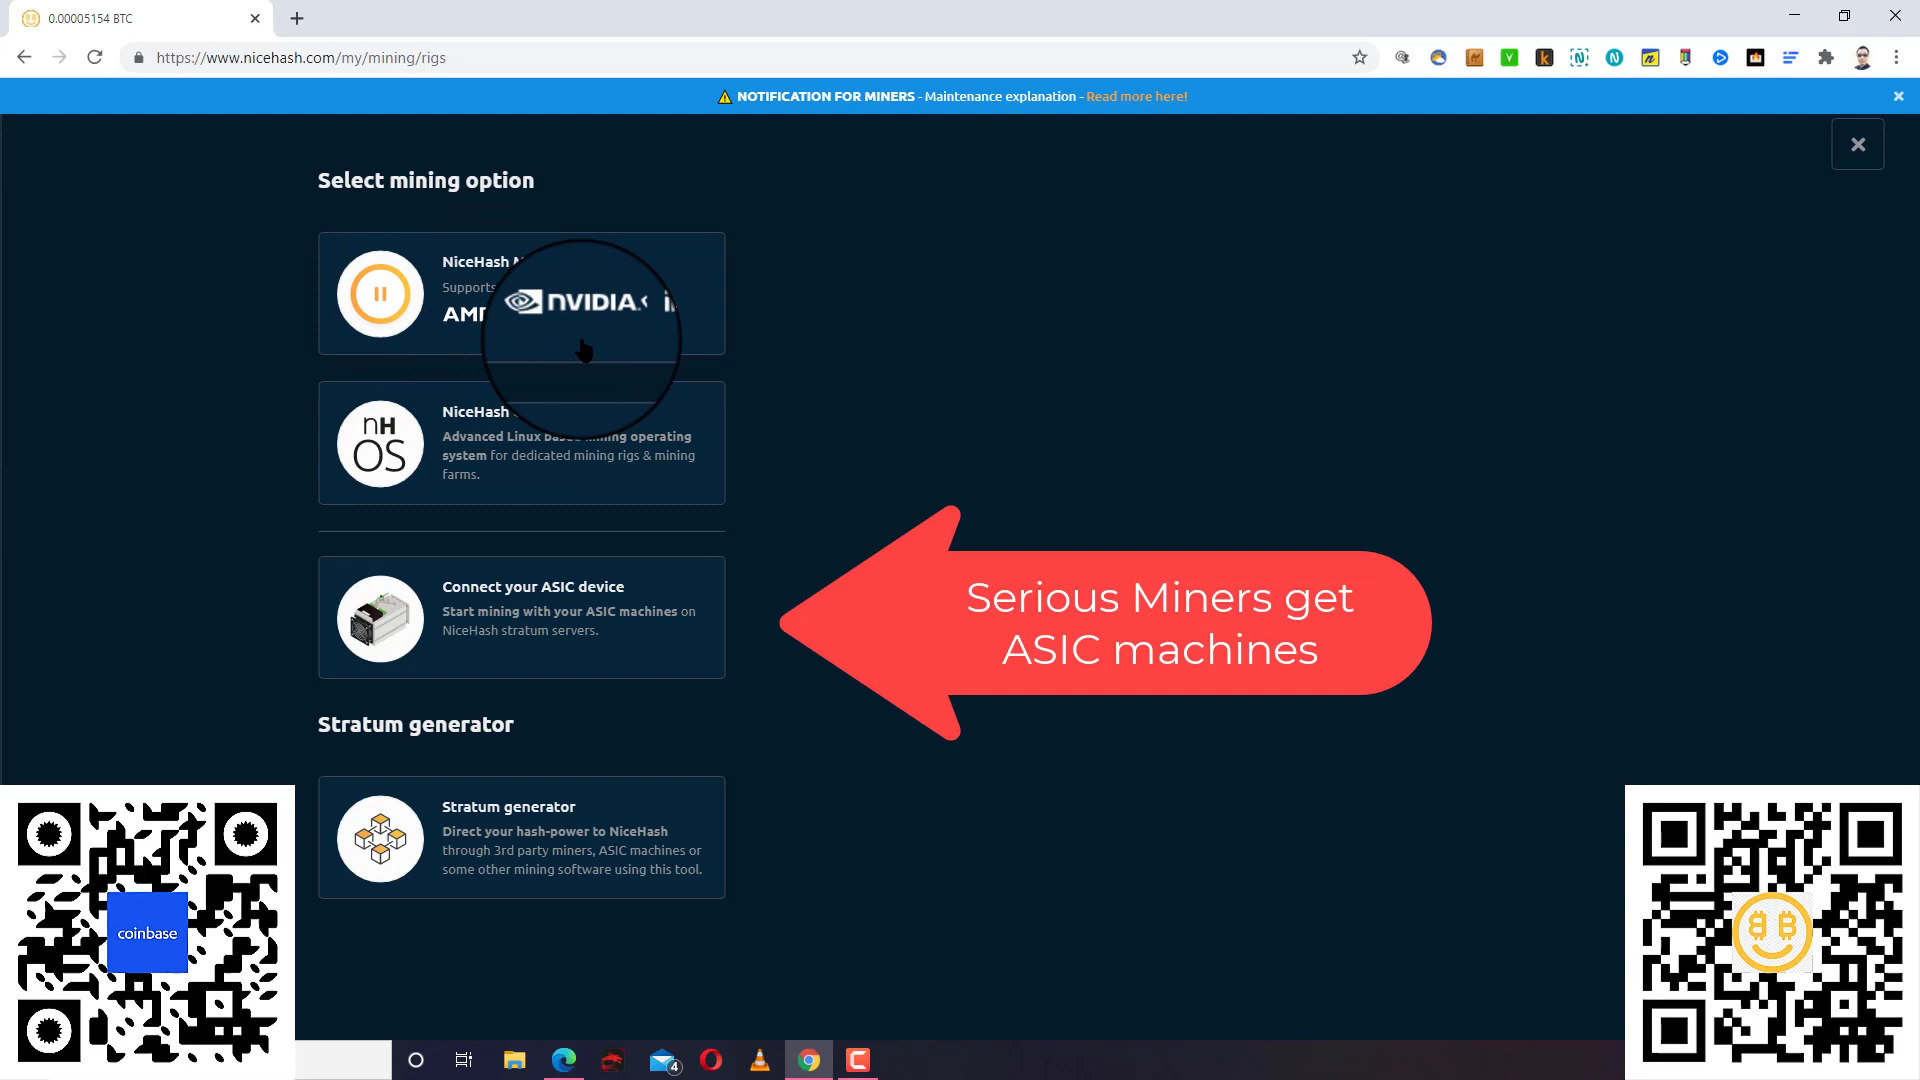 0.00005154 BTC
https://www.nicehash.com/my/mining/rigs
NOTIFICATION FOR MINERS - Maintenance explanation - Read more here!
Select mining option
NiceHash
Supports
NVIDIA
NiceHash
Advanced Linux based mining operating
system for dedicated mining rigs & mining
farms.
nH
OS
Connect your ASIC device
Start mining with your ASIC machines on
NiceHash stratum servers.
Serious Miners get
ASIC machines
Stratum generator
Stratum generator
Direct your hash-power to NiceHash
through 3rd party miners, ASIC machines or
some other mining software using this tool.
coinbase
4